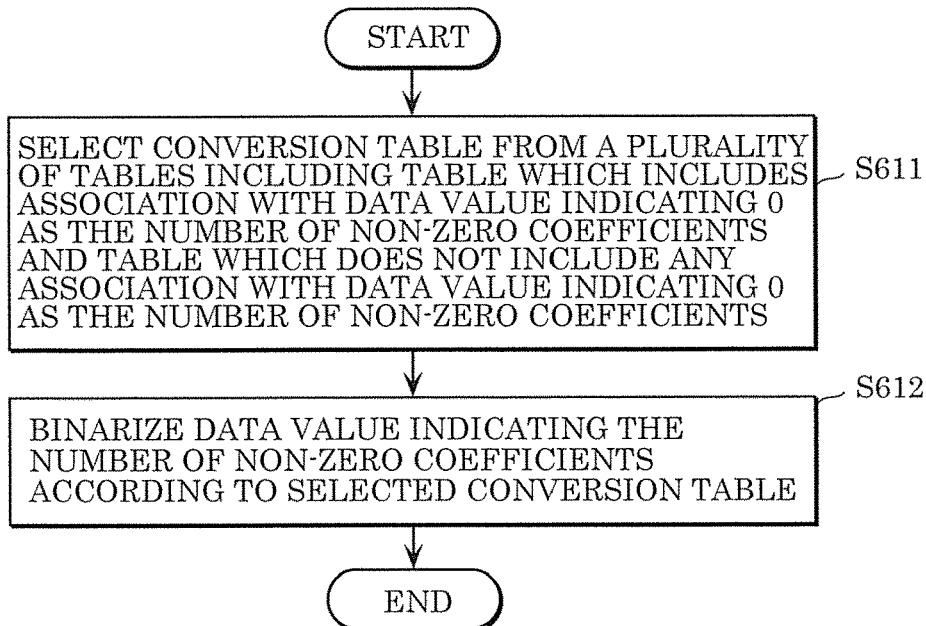 START
SELECT CONVERSION TABLE FROM A PLURALITY
OF TABLES INCLUDING TABLE WHICH INCLUDES
ASSOCIATION WITH DATA VALUE INDICATING 0
AS THE NUMBER OF NON-ZERO COEFFICIENTS
AND TABLE WHICH DOES NOT INCLUDE ANY
ASSOCIATION WITH DATA VALUE INDICATING 0
AS THE NUMBER OF NON-ZERO COEFFICIENTS
S611
BINARIZE DATA VALUE INDICATING THE
NUMBER OF NON-ZERO COEFFICIENTS
ACCORDING TO SELECTED CONVERSION TABLE
S612
END